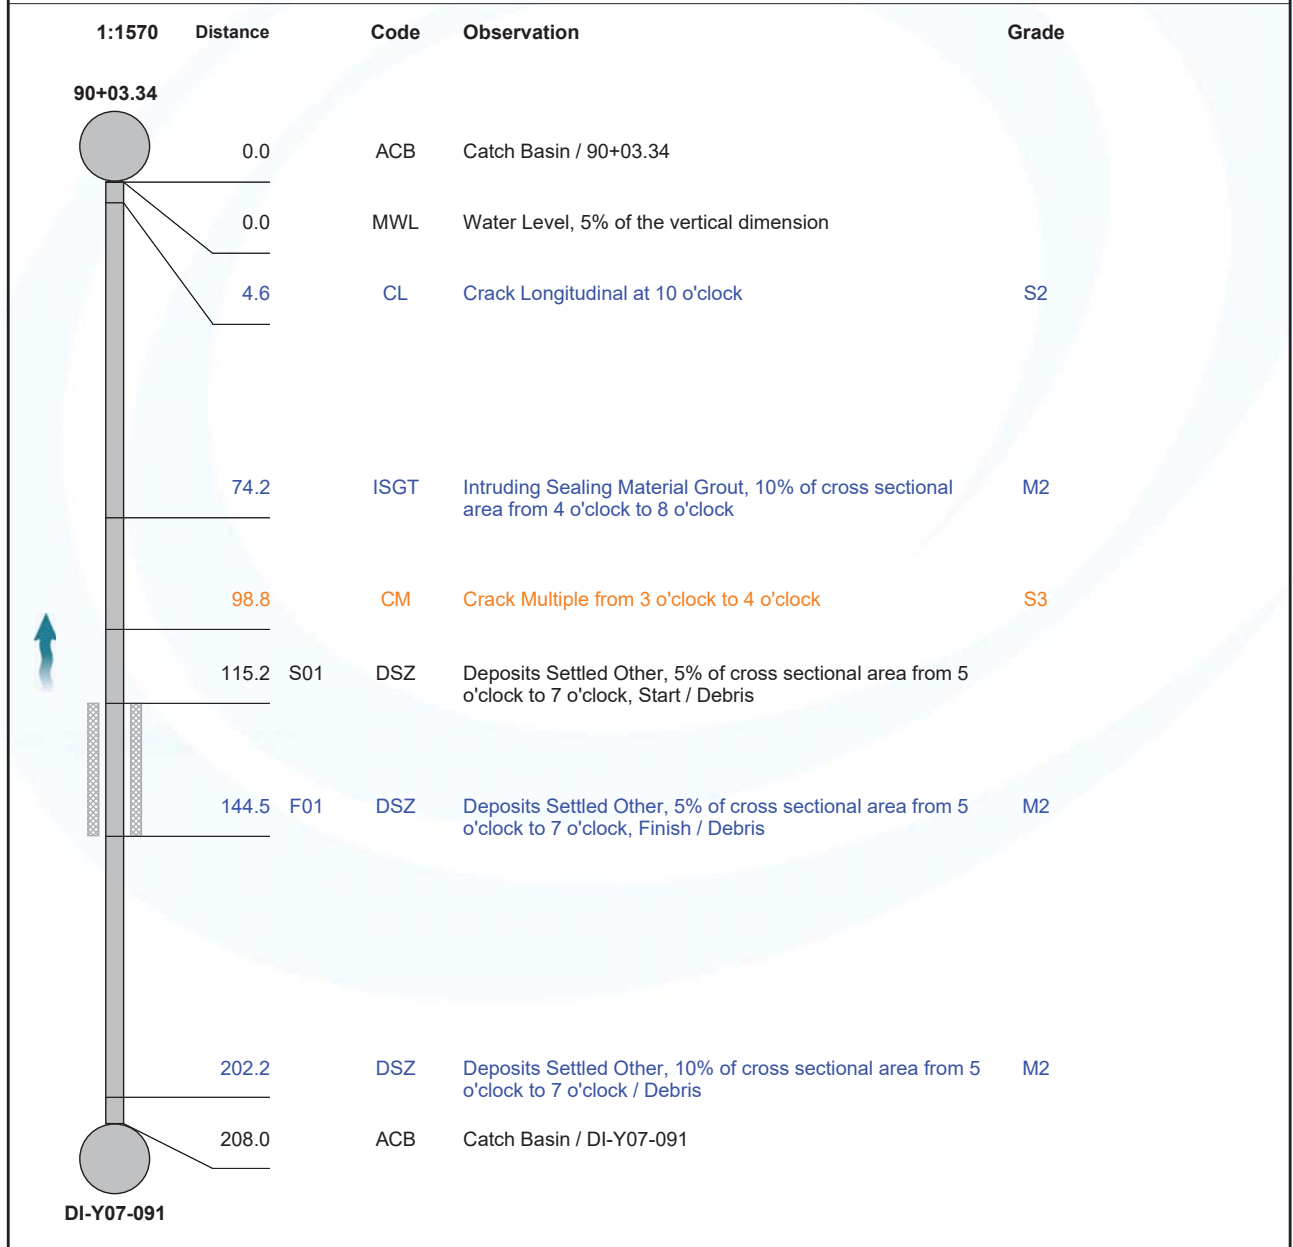 1:1570 Distance Code Observation Grade
90+03.34
0.0 ACB Catch Basin / 90+03.34
0.0 MWL Water Level, 5% of the vertical dimension
4.6 CL Crack Longitudinal at 10 o'clock S2
74.2 ISGT Intruding Sealing Material Grout, 10% of cross sectional M2
area from 4 o'clock to 8 o'clock
98.8 CM Crack Multiple from 3 o'clock to 4 o'clock S3
115.2 S01 DSZ Deposits Settled Other, 5% of cross sectional area from 5
o'clock to 7 o'clock, Start / Debris
144.5 F01 DSZ Deposits Settled Other, 5% of cross sectional area from 5 M2
o'clock to 7 o'clock, Finish / Debris
202.2 DSZ Deposits Settled Other, 10% of cross sectional area from 5 M2
o'clock to 7 o'clock / Debris
208.0 ACB Catch Basin / DI-Y07-091
DI-Y07-091